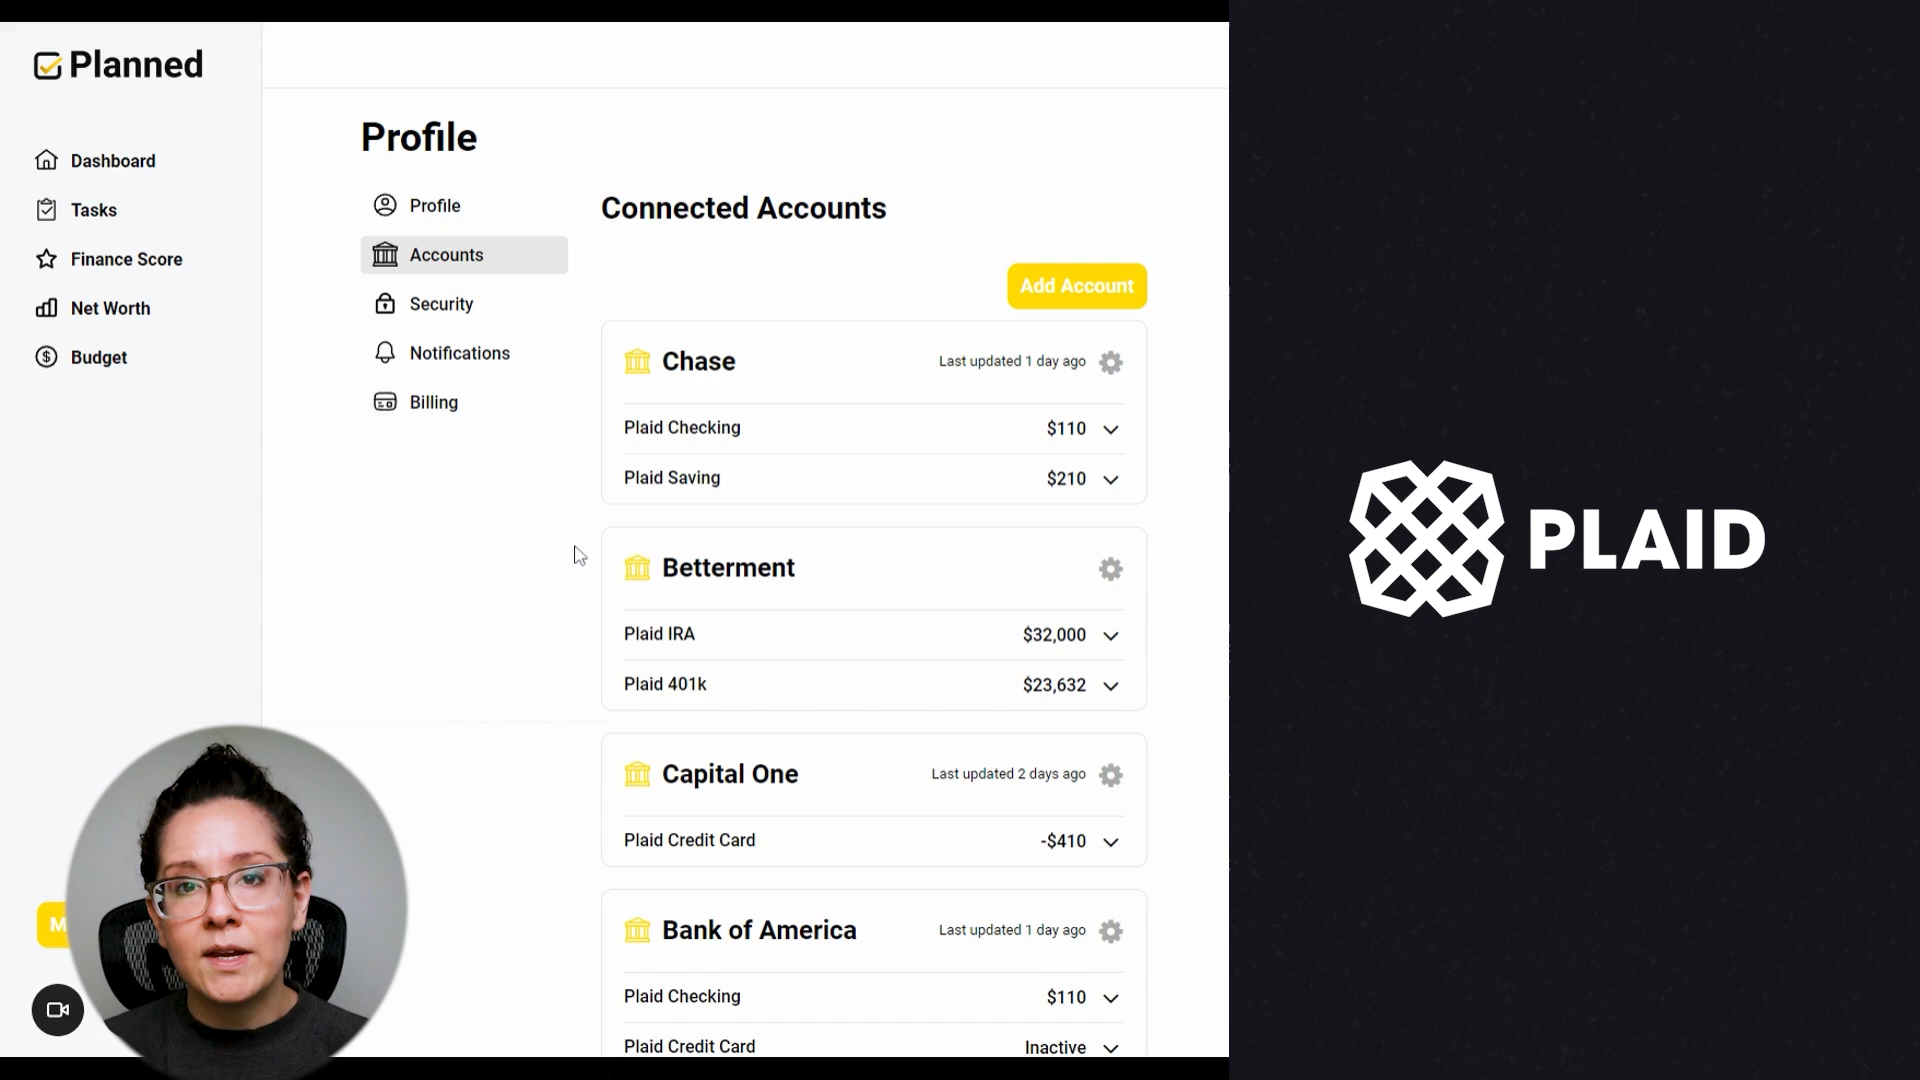 Planned
Dashboard
Tasks
Finance Score
Net Worth
Budget
Profile
Profile
Accounts
Security
Notifications
Billing
Connected Accounts
Add Account
Chase
Last updated 1 day ago
Plaid Checking
$110
Plaid Saving
$210
Betterment
Plaid IRA
$32,000
Plaid 401k
$23,632
Capital One
Last updated 2 days ago
Plaid Credit Card
-$410
Bank of America
Last updated 1 day ago
Plaid Checking
$110
Plaid Credit Card
Inactive
PLAID